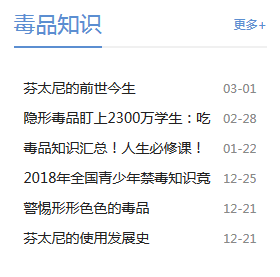 毒品知识 更多+
芬太尼的前世今生 03-01
隐形毒品盯上2300万学生：吃 02-28
毒品知识汇总！人生必修课！ 01-22
2018年全国青少年禁毒知识竞 12-25
警惕形形色色的毒品 12-21
芬太尼的使用发展史 12-21